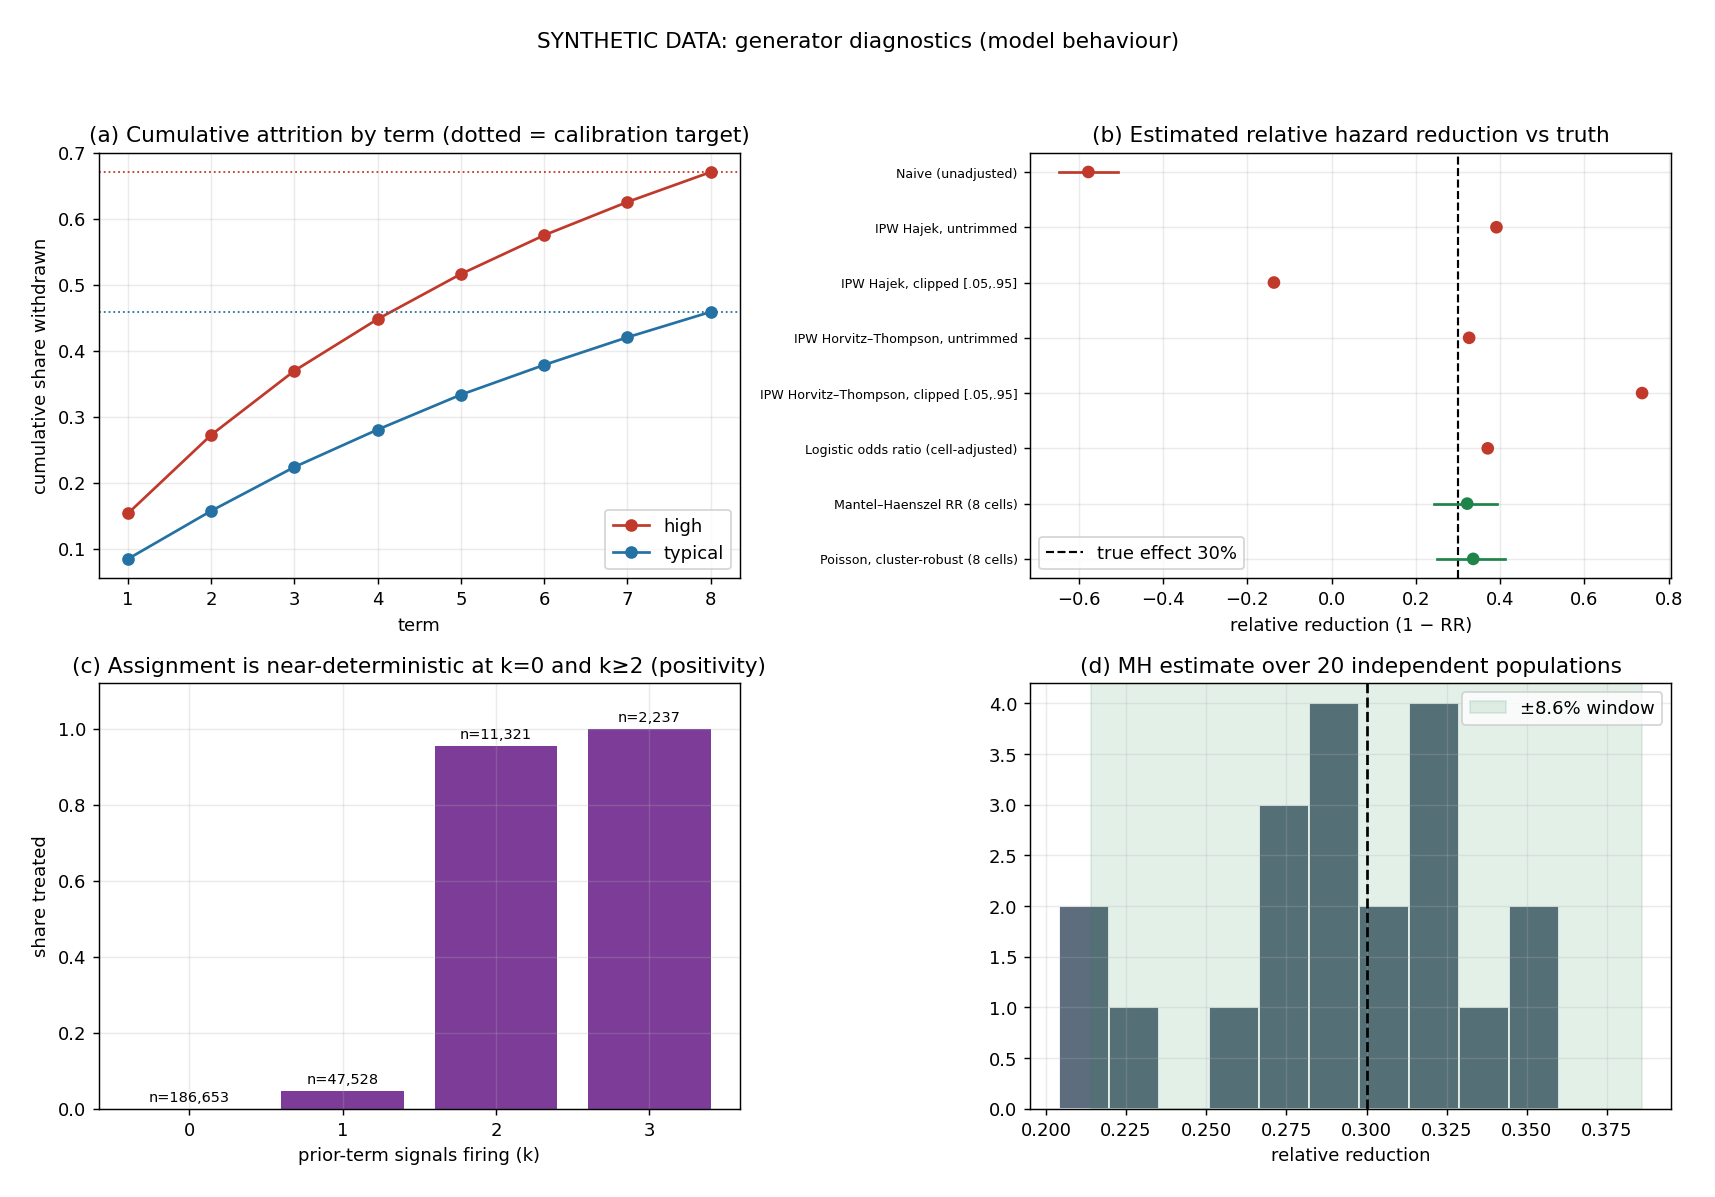 SYNTHETIC DATA: generator diagnostics (model behaviour)
(a) Cumulative attrition by term (dotted = calibration target)
cumulative share withdrawn
0.7
0.6
0.5
0.4
0.3
0.2
0.1
high
typical
1 2 3 4 5 6 7 8
term
(b) Estimated relative hazard reduction vs truth
Naive (unadjusted)
IPW Hajek, untrimmed
IPW Hajek, clipped [.05,.95]
IPW Horvitz–Thompson, untrimmed
IPW Horvitz–Thompson, clipped [.05,.95]
Logistic odds ratio (cell-adjusted)
Mantel–Haenszel RR (8 cells)
Poisson, cluster-robust (8 cells)
true effect 30%
−0.6 −0.4 −0.2 0.0 0.2 0.4 0.6 0.8
relative reduction (1 − RR)
(c) Assignment is near-deterministic at k=0 and k≥2 (positivity)
share treated
1.0
0.8
0.6
0.4
0.2
0.0
n=186,653
n=47,528
n=11,321
n=2,237
0 1 2 3
prior-term signals firing (k)
(d) MH estimate over 20 independent populations
±8.6% window
4.0
3.5
3.0
2.5
2.0
1.5
1.0
0.5
0.0
0.200 0.225 0.250 0.275 0.300 0.325 0.350 0.375
relative reduction